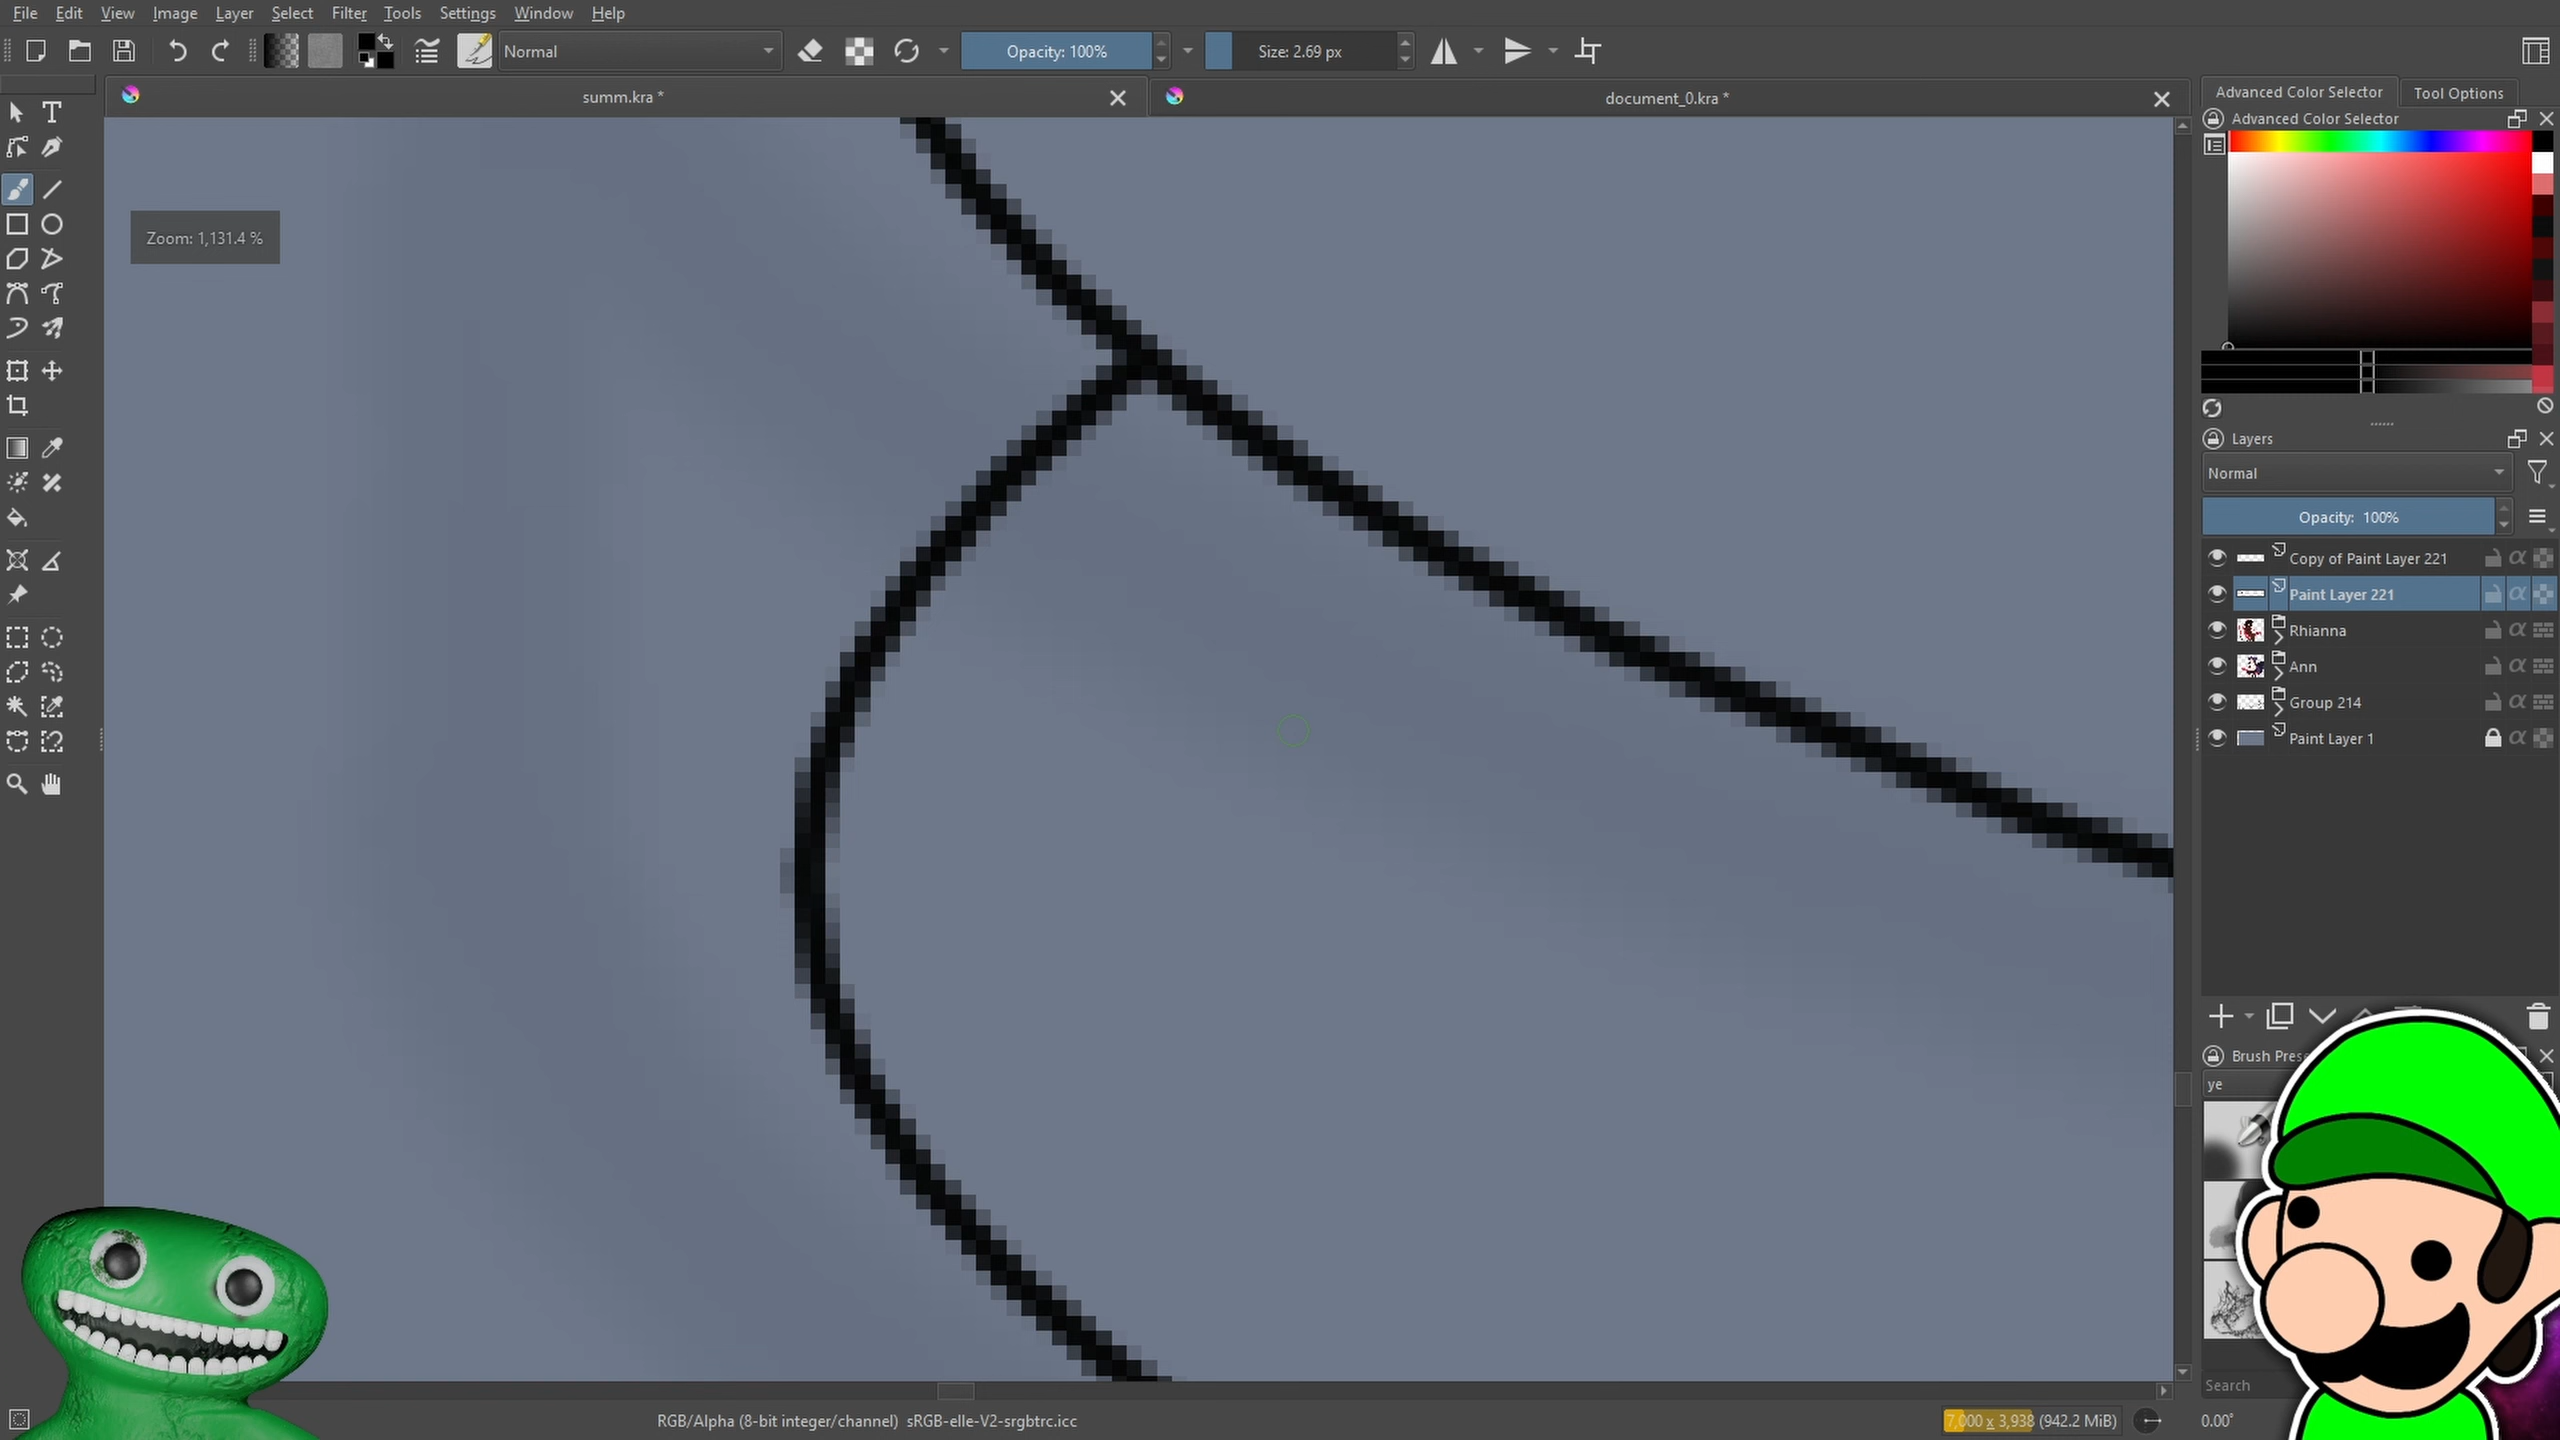 File Edit View Image Layer Select Filter Tools Settings Window Help
Normal
Opacity: 100%
Size: 2.69 px
summ.kra *
document_0.kra *
Advanced Color Selector
Tool Options
Advanced Color Selector
Zoom: 1,131.4 %
Layers
Normal
Opacity: 100%
Copy of Paint Layer 221
Paint Layer 221
Rhianna
Ann
Group 214
Paint Layer 1
Brush Pres
ye
Search
RGB/Alpha (8-bit integer/channel) sRGB-elle-V2-srgbtrc.icc
7,000 x 3,938 (942.2 MiB)
0.00°